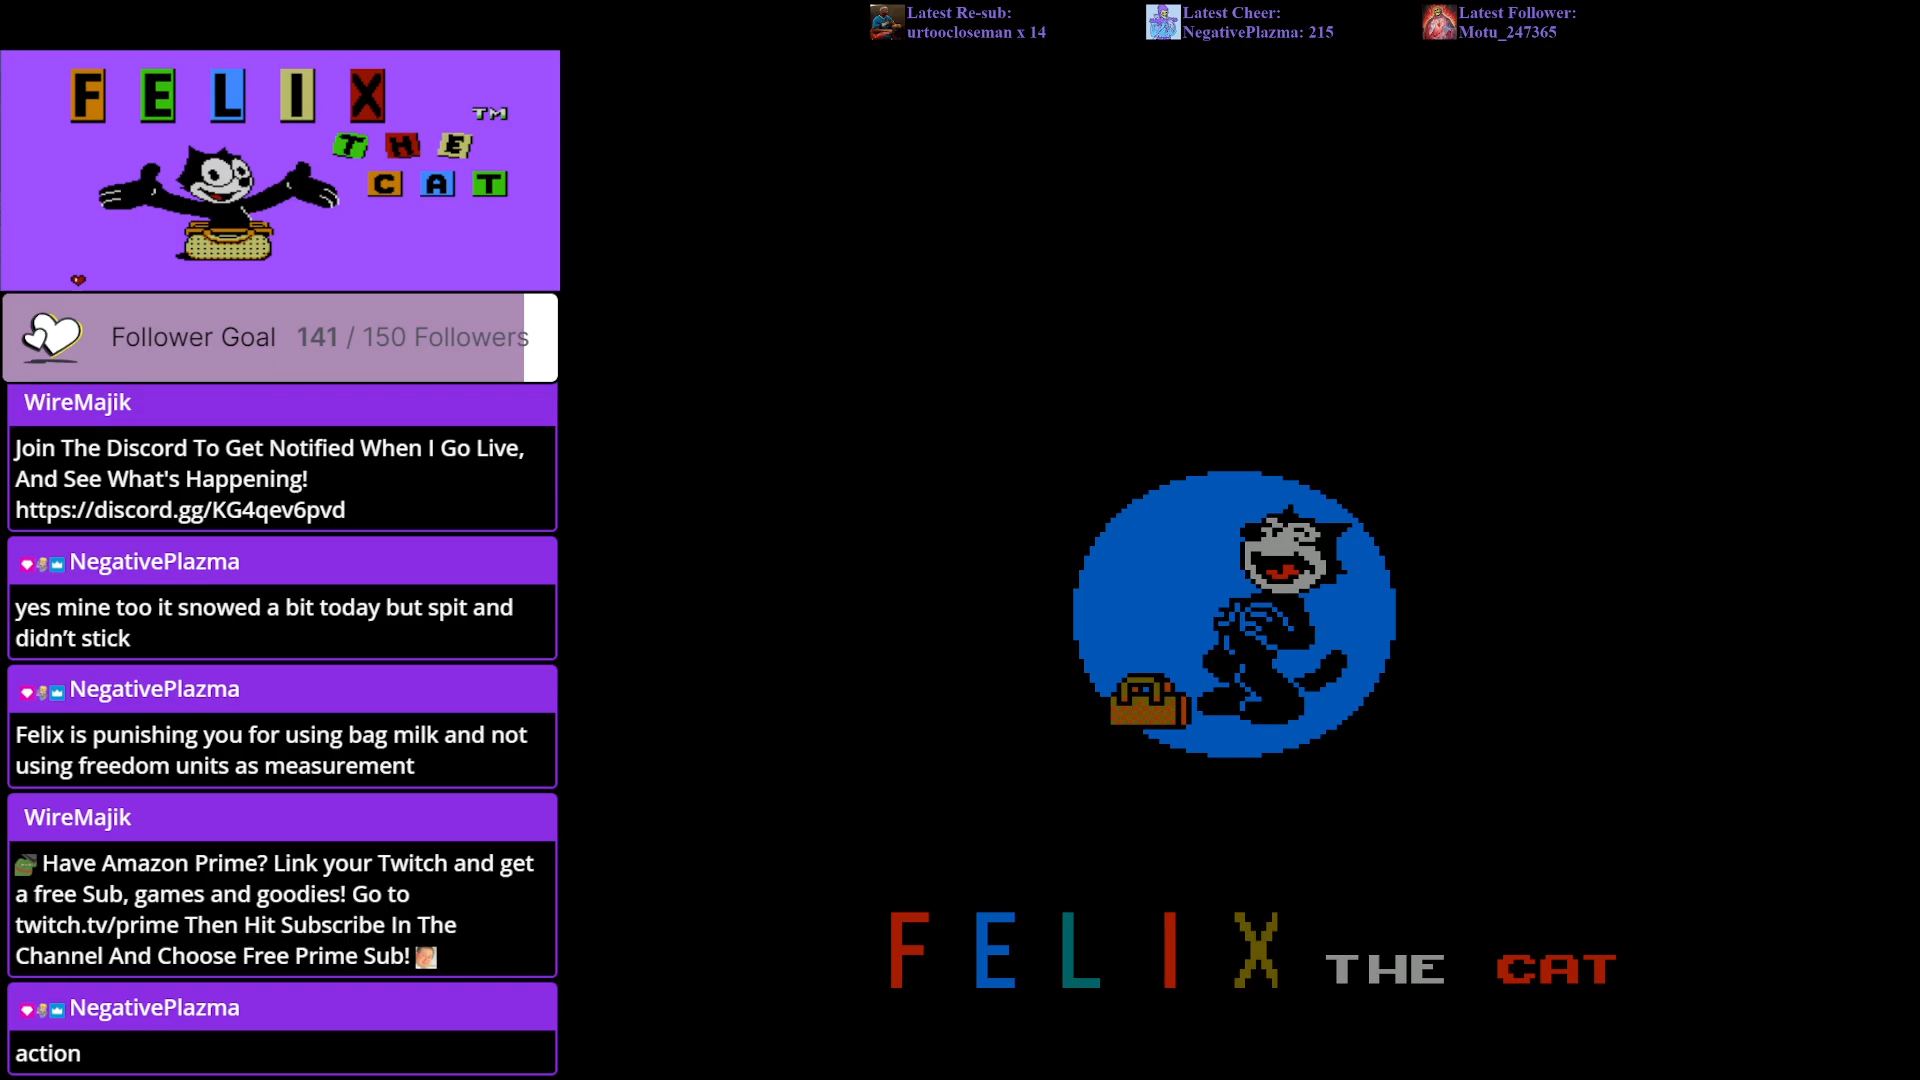 Latest Re-sub:
urtoocloseman x 14
Latest Cheer:
NegativePlazma: 215
Latest Follower:
Motu_247365
FELIX
TM
THE
CAT
Follower Goal 141 / 150 Followers
WireMajik
Join The Discord To Get Notified When I Go Live,
And See What's Happening!
https://discord.gg/KG4qev6pvd
NegativePlazma
yes mine too it snowed a bit today but spit and
didn’t stick
NegativePlazma
Felix is punishing you for using bag milk and not
using freedom units as measurement
WireMajik
Have Amazon Prime? Link your Twitch and get
a free Sub, games and goodies! Go to
twitch.tv/prime Then Hit Subscribe In The
Channel And Choose Free Prime Sub!
NegativePlazma
action
FELIX THE CAT